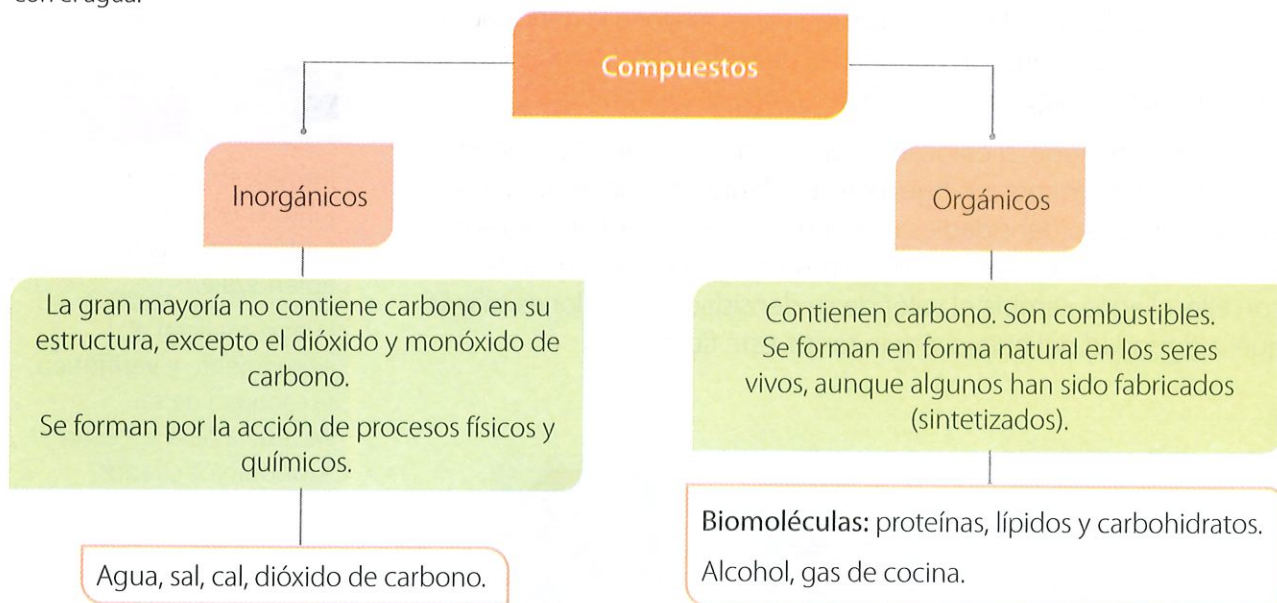 con el agua.
Compuestos
Inorgánicos
Orgánicos
La gran mayoría no contiene carbono en su
estructura, excepto el dióxido y monóxido de
carbono.
Se forman por la acción de procesos físicos y
químicos.
Contienen carbono. Son combustibles.
Se forman en forma natural en los seres
vivos, aunque algunos han sido fabricados
(sintetizados).
Agua, sal, cal, dióxido de carbono.
Biomoléculas: proteínas, lípidos y carbohidratos.
Alcohol, gas de cocina.